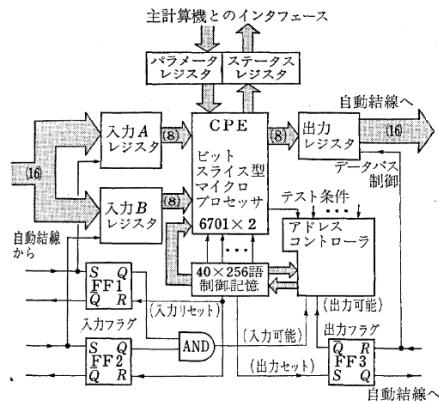 主計算機とのインタフェース
パラメータ
レジスタ
ステータス
レジスタ
自動結線へ
入力A
レジスタ
(8)
CPE
ビット
スライス型
マイクロ
プロセッサ
6701×2
(8)
出力
レジスタ
(16)
データバス
制御
(16)
入力B
レジスタ
(8)
テスト条件
アドレス
コントローラ
自動結線
から
40×256語
制御記憶
S Q
FF1
Q̅ R
(入力リセット)
(出力可能)
入力フラグ
AND
(入力可能)
出力フラグ
S Q
FF2
Q̅ R
(出力セット)
Q̅ R
FF3
S Q
自動結線へ